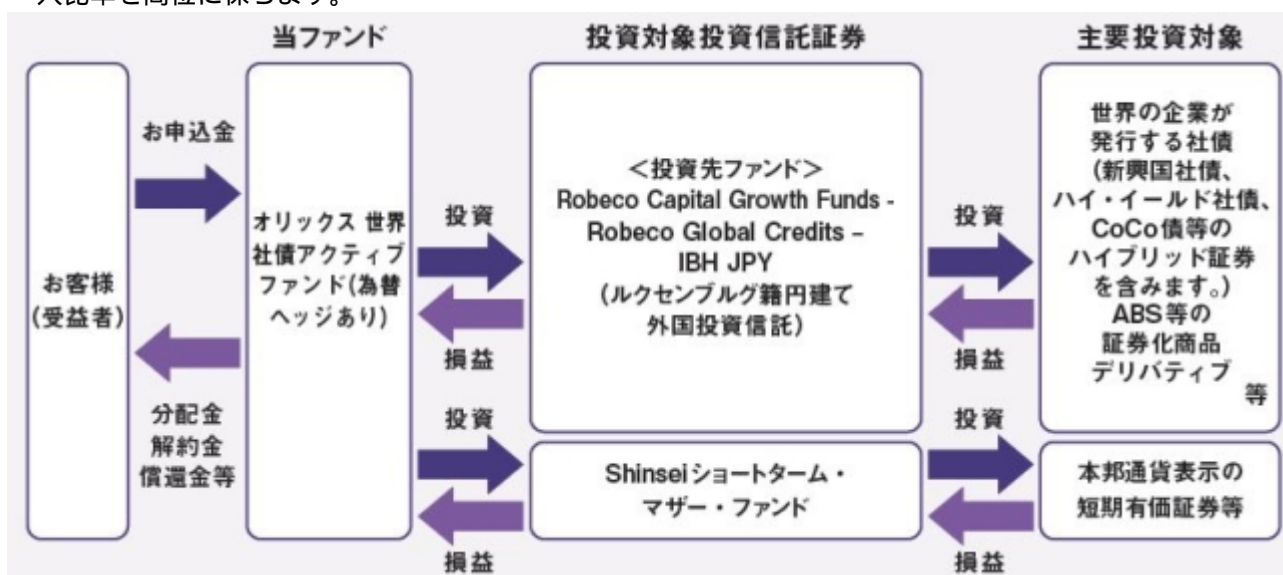 入比率を高位に保ちます。
当ファンド
投資対象投資信託証券
主要投資対象
お客様
(受益者)
お申込金
分配金
解約金
償還金等
オリックス 世界
社債アクティブ
ファンド(為替
ヘッジあり)
投資
損益
投資
損益
＜投資先ファンド＞
Robeco Capital Growth Funds -
Robeco Global Credits –
IBH JPY
(ルクセンブルグ籍円建て
外国投資信託)
Shinseiショートターム・
マザー・ファンド
投資
損益
投資
損益
世界の企業が
発行する社債
(新興国社債、
ハイ・イールド社債、
CoCo債等の
ハイブリッド証券
を含みます。)
ABS等の
証券化商品
デリバティブ
等
本邦通貨表示の
短期有価証券等